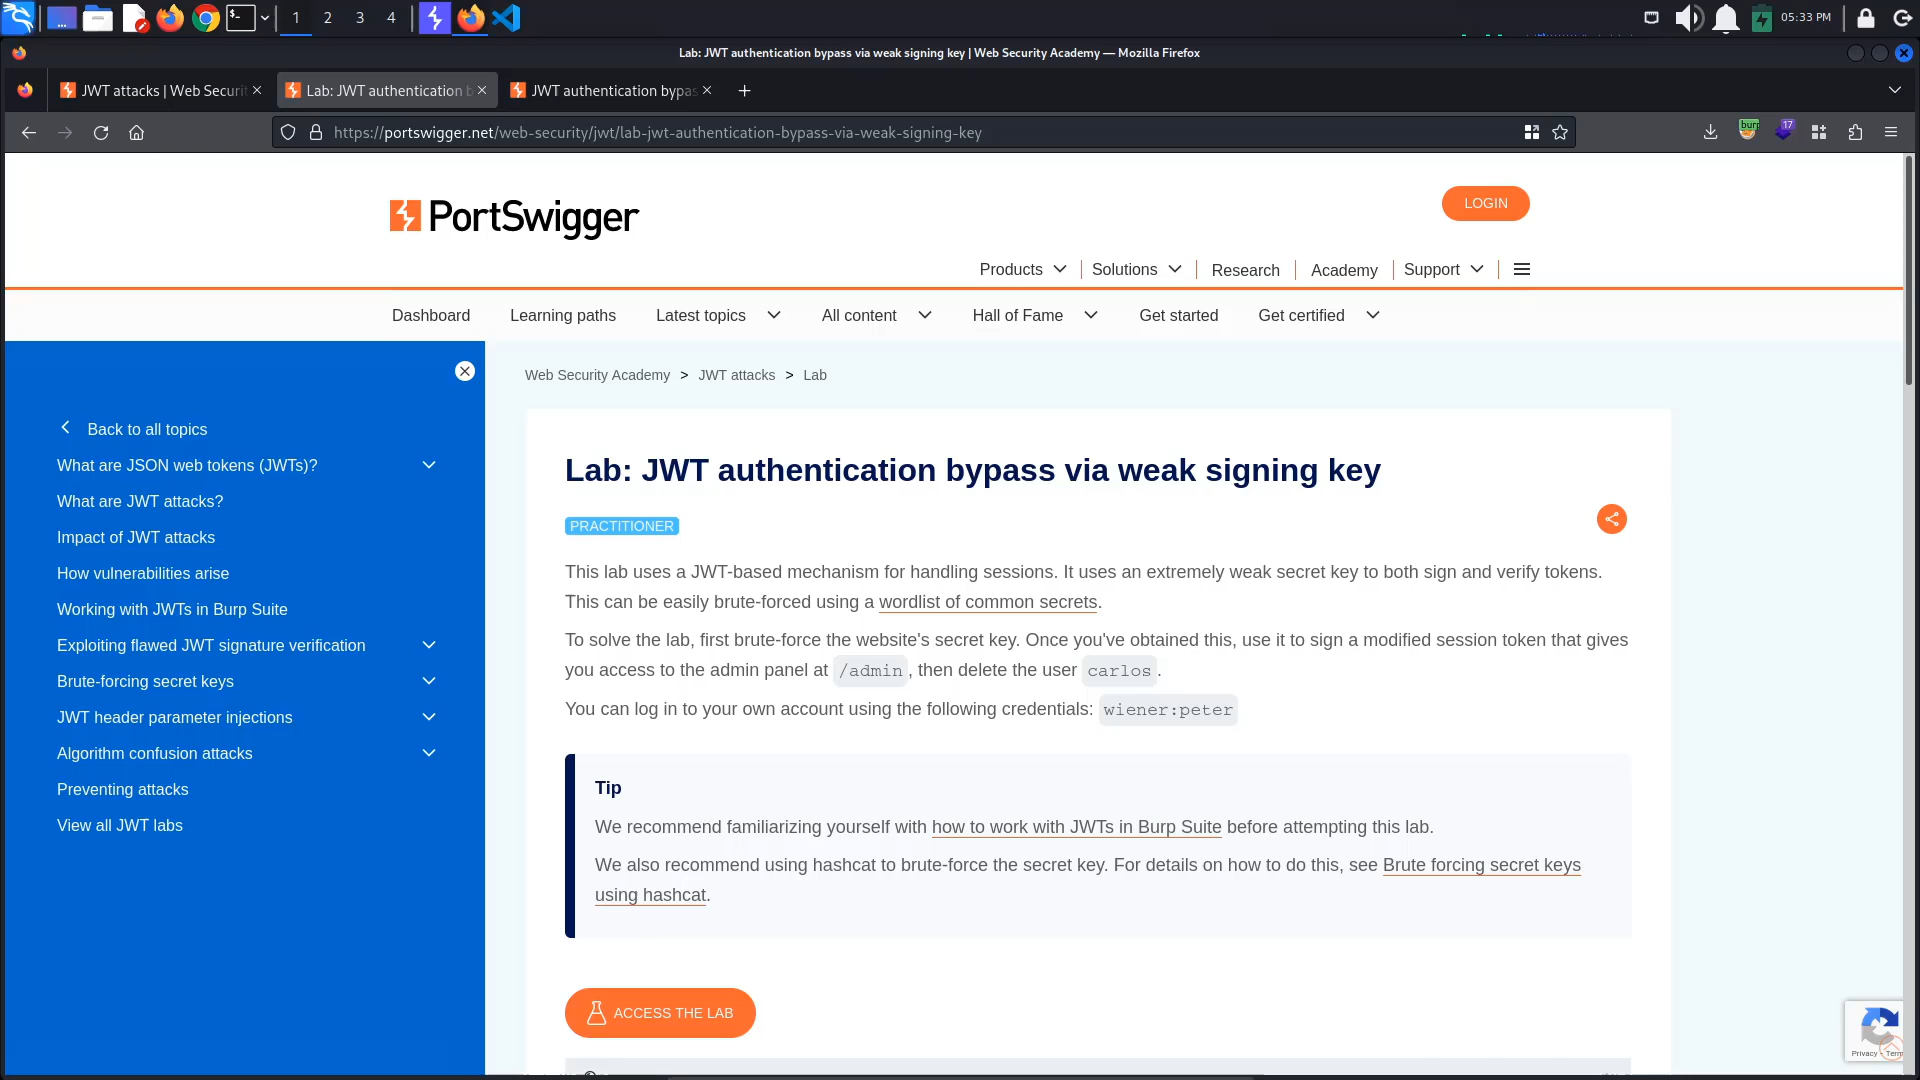 1 2 3 4
05:33 PM
Lab: JWT authentication bypass via weak signing key | Web Security Academy — Mozilla Firefox
JWT attacks | Web Securit
Lab: JWT authentication b
JWT authentication bypas
https://portswigger.net/web-security/jwt/lab-jwt-authentication-bypass-via-weak-signing-key
burp
17
PortSwigger
LOGIN
Products
Solutions
Research
Academy
Support
Dashboard
Learning paths
Latest topics
All content
Hall of Fame
Get started
Get certified
Back to all topics
What are JSON web tokens (JWTs)?
What are JWT attacks?
Impact of JWT attacks
How vulnerabilities arise
Working with JWTs in Burp Suite
Exploiting flawed JWT signature verification
Brute-forcing secret keys
JWT header parameter injections
Algorithm confusion attacks
Preventing attacks
View all JWT labs
Web Security Academy > JWT attacks > Lab
Lab: JWT authentication bypass via weak signing key
PRACTITIONER
This lab uses a JWT-based mechanism for handling sessions. It uses an extremely weak secret key to both sign and verify tokens.
This can be easily brute-forced using a wordlist of common secrets.
To solve the lab, first brute-force the website's secret key. Once you've obtained this, use it to sign a modified session token that gives
you access to the admin panel at /admin, then delete the user carlos.
You can log in to your own account using the following credentials: wiener:peter
Tip
We recommend familiarizing yourself with how to work with JWTs in Burp Suite before attempting this lab.
We also recommend using hashcat to brute-force the secret key. For details on how to do this, see Brute forcing secret keys
using hashcat.
ACCESS THE LAB
Privacy - Term